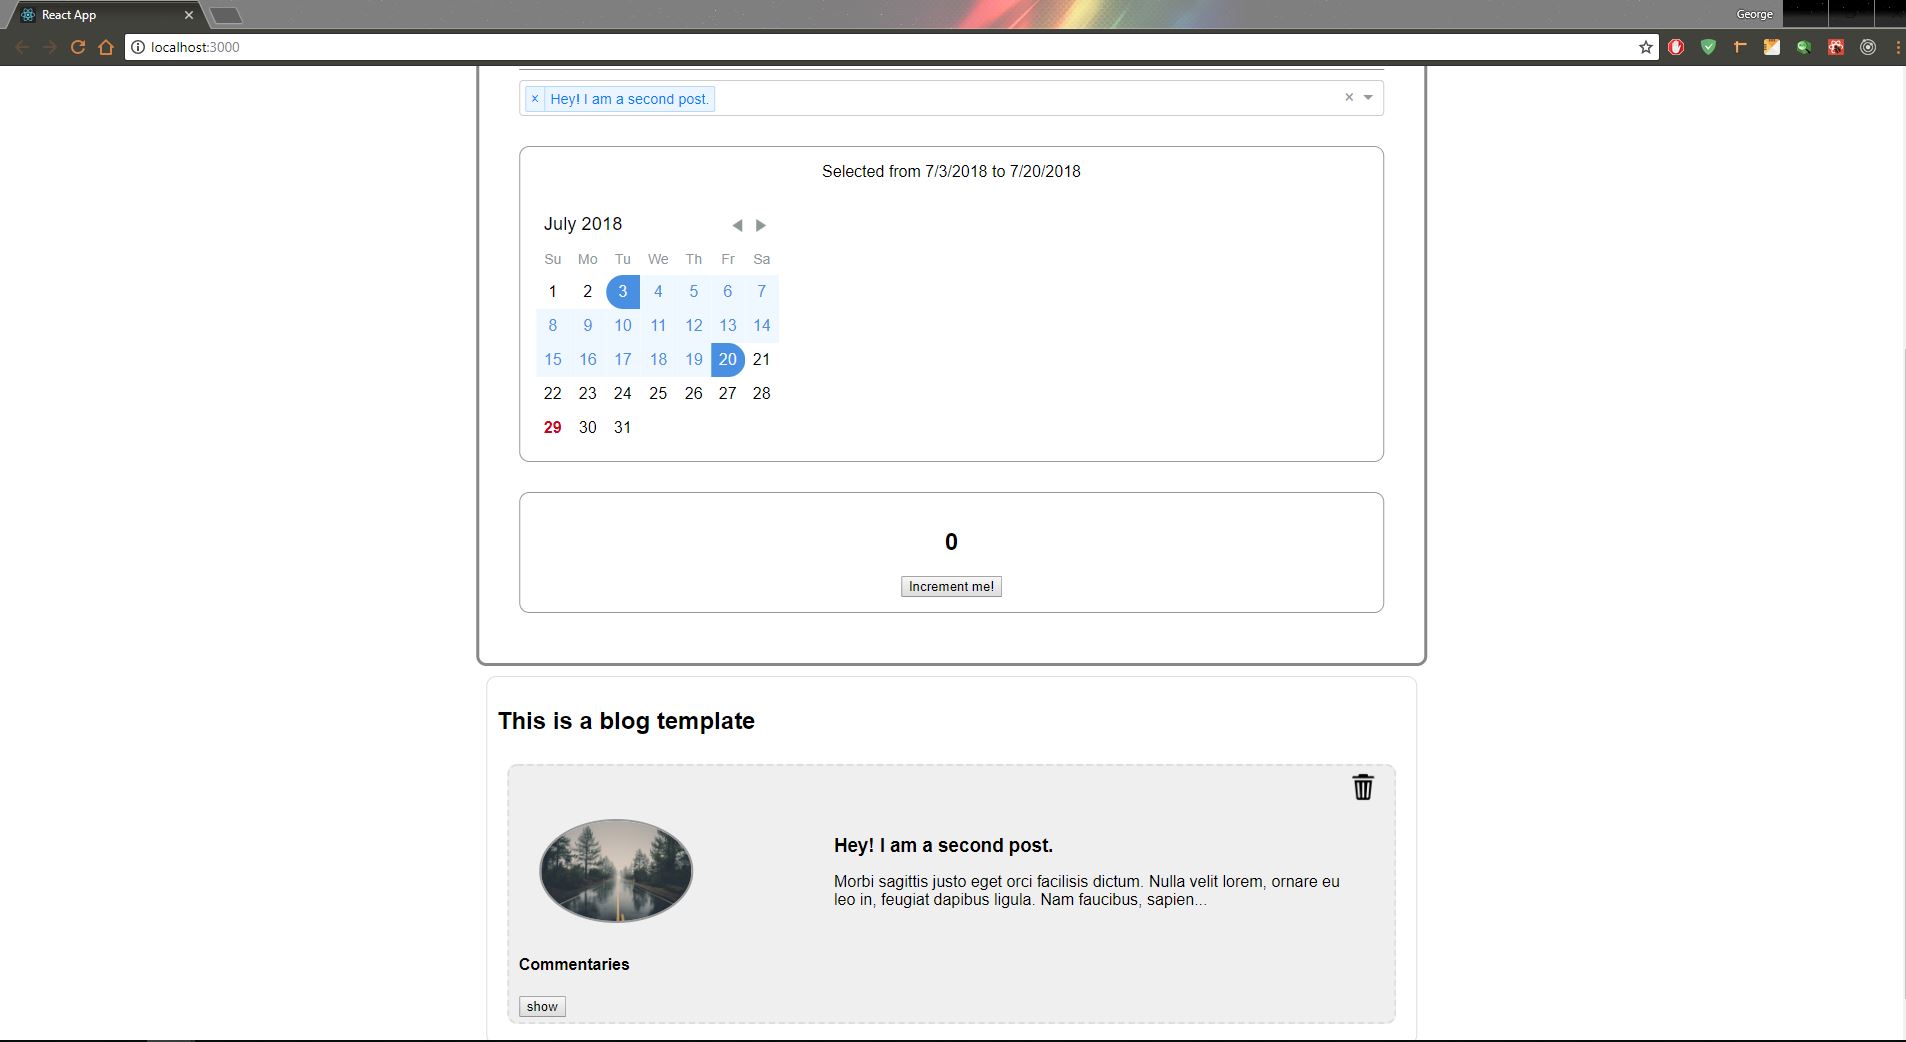 React App
George
localhost:3000
× Hey! I am a second post. ×
Selected from 7/3/2018 to 7/20/2018
July 2018
Su Mo Tu We Th Fr Sa
1 2 3 4 5 6 7
8 9 10 11 12 13 14
15 16 17 18 19 20 21
22 23 24 25 26 27 28
29 30 31
0
Increment me!
This is a blog template
Hey! I am a second post.
Morbi sagittis justo eget orci facilisis dictum. Nulla velit lorem, ornare eu
leo in, feugiat dapibus ligula. Nam faucibus, sapien...
Commentaries
show